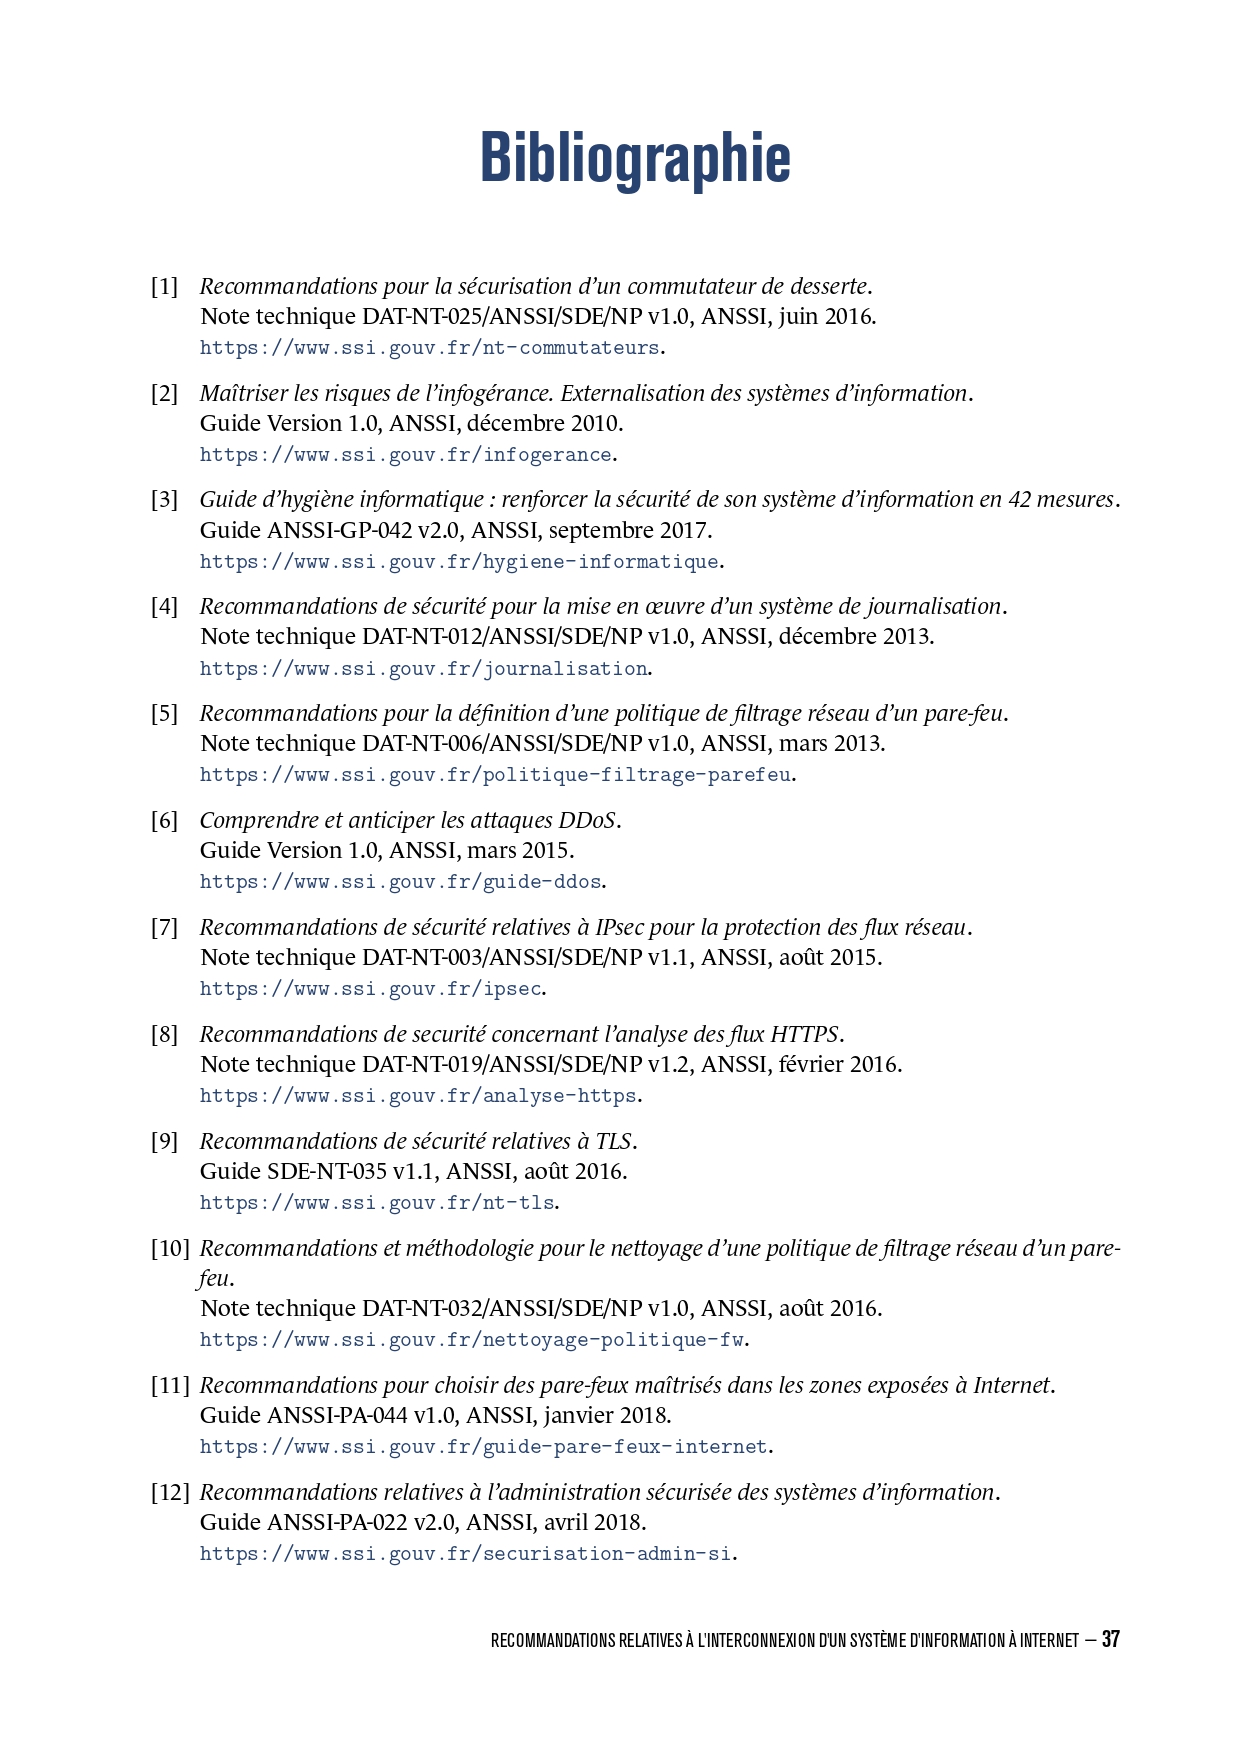 Bibliographie
[1] Recommandations pour la sécurisation d’un commutateur de desserte.
Note technique DAT-NT-025/ANSSI/SDE/NP v1.0, ANSSI, juin 2016.
https://www.ssi.gouv.fr/nt-commutateurs.
[2] Maîtriser les risques de l’infogérance. Externalisation des systèmes d’information.
Guide Version 1.0, ANSSI, décembre 2010.
https://www.ssi.gouv.fr/infogerance.
[3] Guide d’hygiène informatique : renforcer la sécurité de son système d’information en 42 mesures.
Guide ANSSI-GP-042 v2.0, ANSSI, septembre 2017.
https://www.ssi.gouv.fr/hygiene-informatique.
[4] Recommandations de sécurité pour la mise en œuvre d’un système de journalisation.
Note technique DAT-NT-012/ANSSI/SDE/NP v1.0, ANSSI, décembre 2013.
https://www.ssi.gouv.fr/journalisation.
[5] Recommandations pour la définition d’une politique de filtrage réseau d’un pare-feu.
Note technique DAT-NT-006/ANSSI/SDE/NP v1.0, ANSSI, mars 2013.
https://www.ssi.gouv.fr/politique-filtrage-parefeu.
[6] Comprendre et anticiper les attaques DDoS.
Guide Version 1.0, ANSSI, mars 2015.
https://www.ssi.gouv.fr/guide-ddos.
[7] Recommandations de sécurité relatives à IPsec pour la protection des flux réseau.
Note technique DAT-NT-003/ANSSI/SDE/NP v1.1, ANSSI, août 2015.
https://www.ssi.gouv.fr/ipsec.
[8] Recommandations de securité concernant l’analyse des flux HTTPS.
Note technique DAT-NT-019/ANSSI/SDE/NP v1.2, ANSSI, février 2016.
https://www.ssi.gouv.fr/analyse-https.
[9] Recommandations de sécurité relatives à TLS.
Guide SDE-NT-035 v1.1, ANSSI, août 2016.
https://www.ssi.gouv.fr/nt-tls.
[10] Recommandations et méthodologie pour le nettoyage d’une politique de filtrage réseau d’un pare-
feu.
Note technique DAT-NT-032/ANSSI/SDE/NP v1.0, ANSSI, août 2016.
https://www.ssi.gouv.fr/nettoyage-politique-fw.
[11] Recommandations pour choisir des pare-feux maîtrisés dans les zones exposées à Internet.
Guide ANSSI-PA-044 v1.0, ANSSI, janvier 2018.
https://www.ssi.gouv.fr/guide-pare-feux-internet.
[12] Recommandations relatives à l’administration sécurisée des systèmes d’information.
Guide ANSSI-PA-022 v2.0, ANSSI, avril 2018.
https://www.ssi.gouv.fr/securisation-admin-si.
RECOMMANDATIONS RELATIVES À L'INTERCONNEXION D'UN SYSTÈME D'INFORMATION À INTERNET – 37